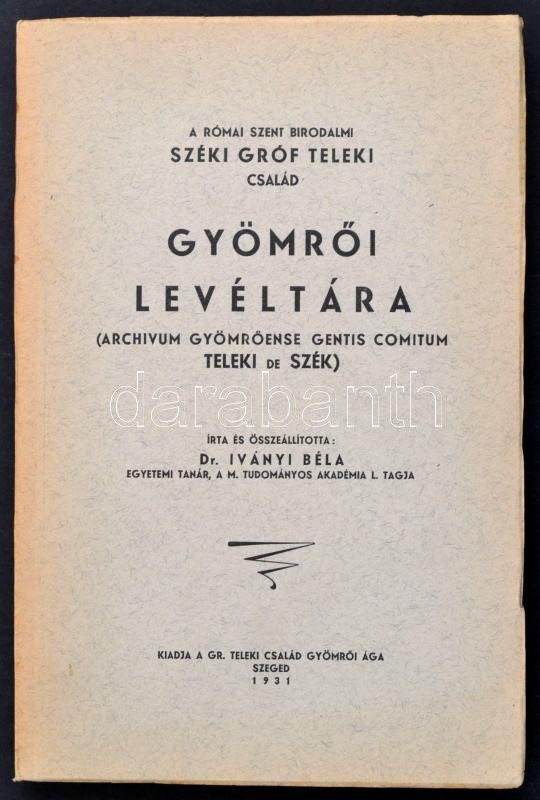 A RÓMAI SZENT BIRODALMI
SZÉKI GRÓF TELEKI
CSALÁD
GYÖMRŐI
LEVÉLTÁRA
(ARCHIVUM GYÖMRŐENSE GENTIS COMITUM
TELEKI DE SZÉK)
darabanth
ÍRTA ÉS ÖSSZEÁLLÍTOTTA:
Dr. IVÁNYI BÉLA
EGYETEMI TANÁR, A M. TUDOMÁNYOS AKADÉMIA L. TAGJA
KIADJA A GR. TELEKI CSALÁD GYÖMRŐI ÁGA
SZEGED
1931